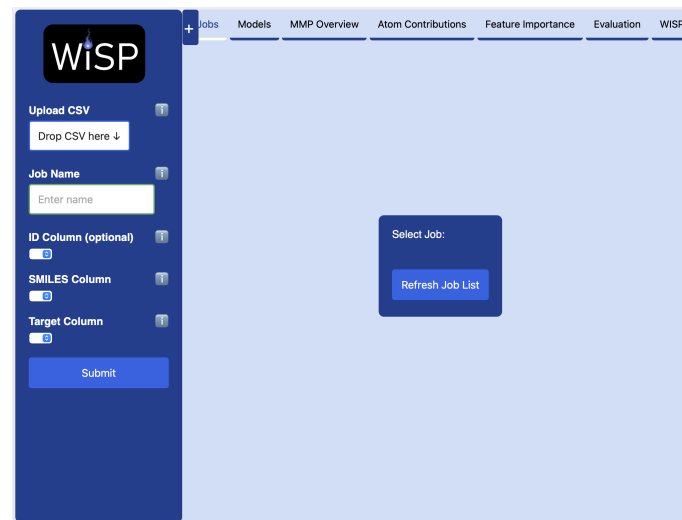 WiSP
+
Jobs
Models
MMP Overview
Atom Contributions
Feature Importance
Evaluation
WISP
Upload CSV
i
Drop CSV here ↓
Job Name
i
Enter name
ID Column (optional)
i
SMILES Column
i
Target Column
i
Submit
Select Job:
Refresh Job List